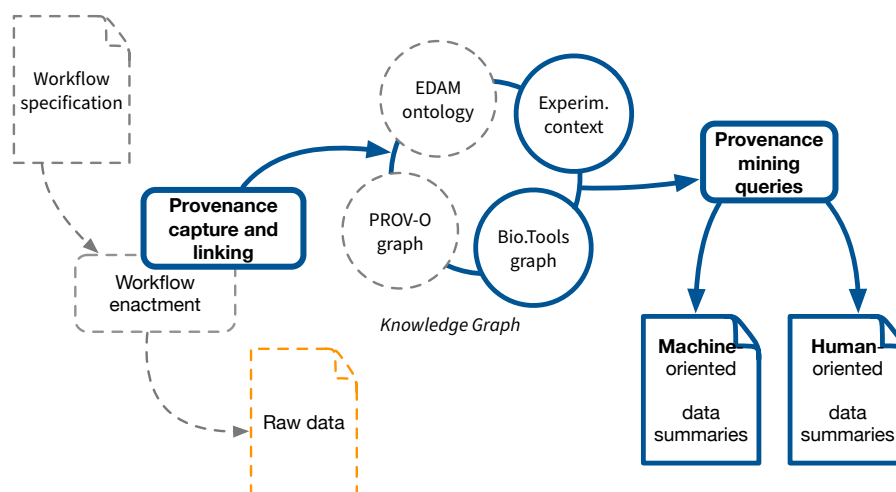 Workflow
specification
Provenance
capture and
linking
Workflow
enactment
Raw data
EDAM
ontology
Experim.
context
PROV-O
graph
Bio.Tools
graph
Knowledge Graph
Provenance
mining
queries
Machine-
oriented
data
summaries
Human-
oriented
data
summaries